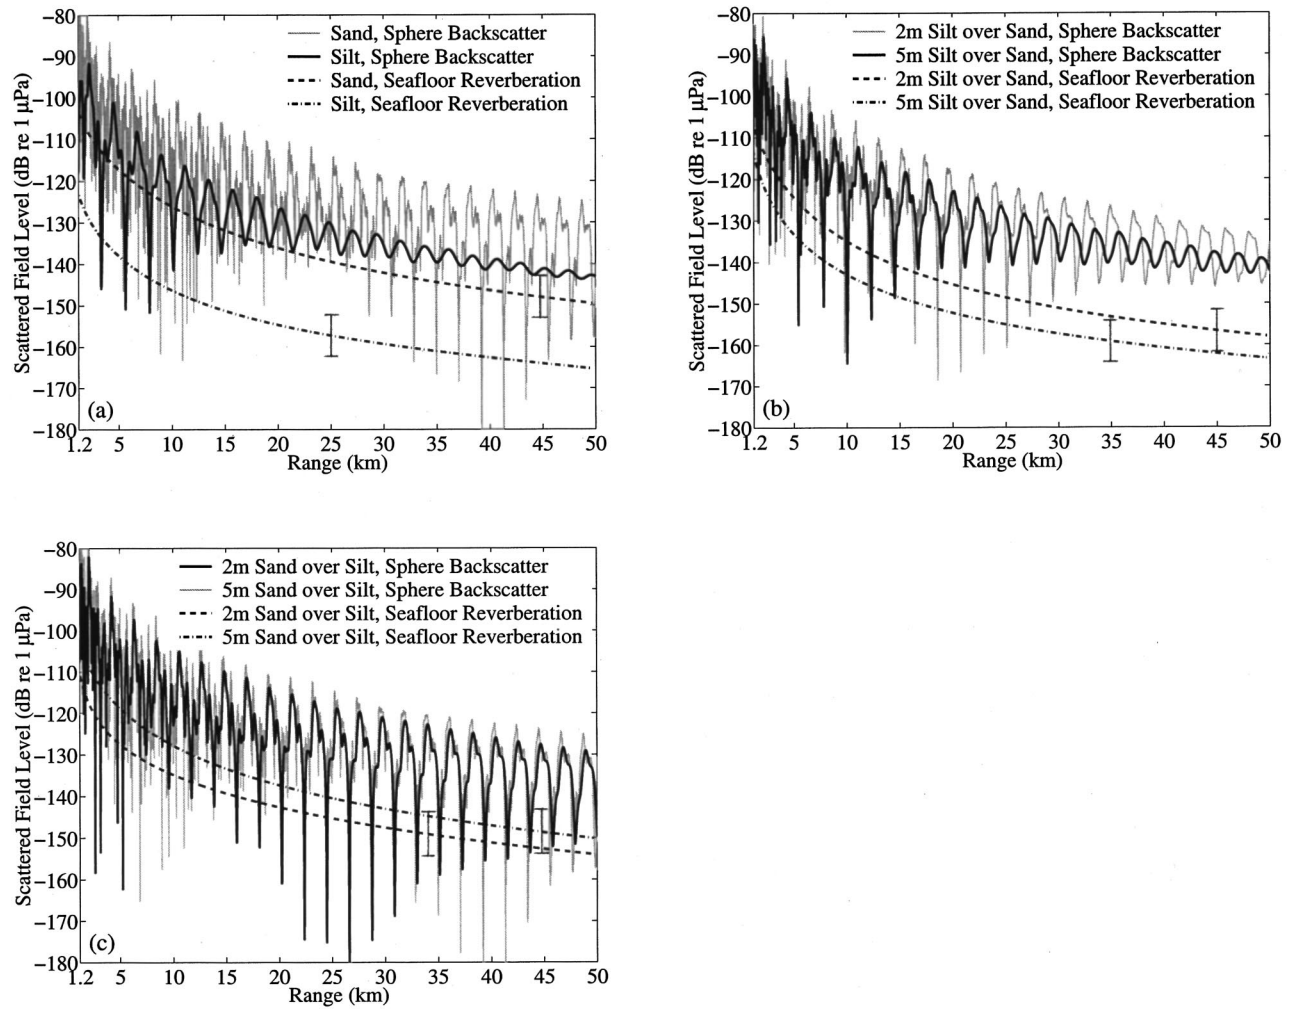 Sand, Sphere Backscatter
Silt, Sphere Backscatter
Sand, Seafloor Reverberation
Silt, Seafloor Reverberation
Scattered Field Level (dB re 1 µPa)
−80
−90
−100
−110
−120
−130
−140
−150
−160
−170
−180
(a)
1.2 5 10 15 20 25 30 35 40 45 50
Range (km)
2m Silt over Sand, Sphere Backscatter
5m Silt over Sand, Sphere Backscatter
2m Silt over Sand, Seafloor Reverberation
5m Silt over Sand, Seafloor Reverberation
Scattered Field Level (dB re 1 µPa)
−80
−90
−100
−110
−120
−130
−140
−150
−160
−170
−180
(b)
1.2 5 10 15 20 25 30 35 40 45 50
Range (km)
2m Sand over Silt, Sphere Backscatter
5m Sand over Silt, Sphere Backscatter
2m Sand over Silt, Seafloor Reverberation
5m Sand over Silt, Seafloor Reverberation
Scattered Field Level (dB re 1 µPa)
−80
−90
−100
−110
−120
−130
−140
−150
−160
−170
−180
(c)
1.2 5 10 15 20 25 30 35 40 45 50
Range (km)